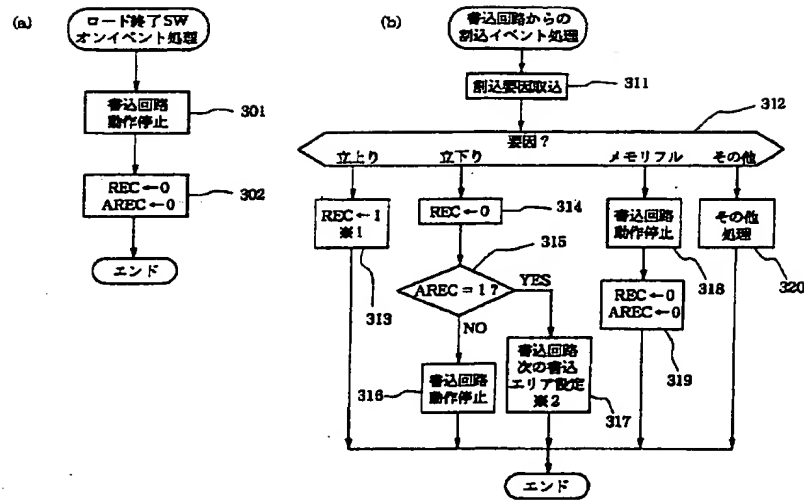 (a)
ロード終了SW
オンイベント処理
書込回路
動作停止
301
REC←0
AREC←0
302
エンド
(b)
書込回路からの
割込イベント処理
割込要因取込
311
312
要因?
立上り
立下り
メモリフル
その他
REC←1
※1
313
REC←0
314
315
AREC=1?
YES
NO
書込回路
動作停止
316
書込回路
次の書込
エリア設定
※2
317
書込回路
動作停止
318
REC←0
AREC←0
319
その他
処理
320
エンド